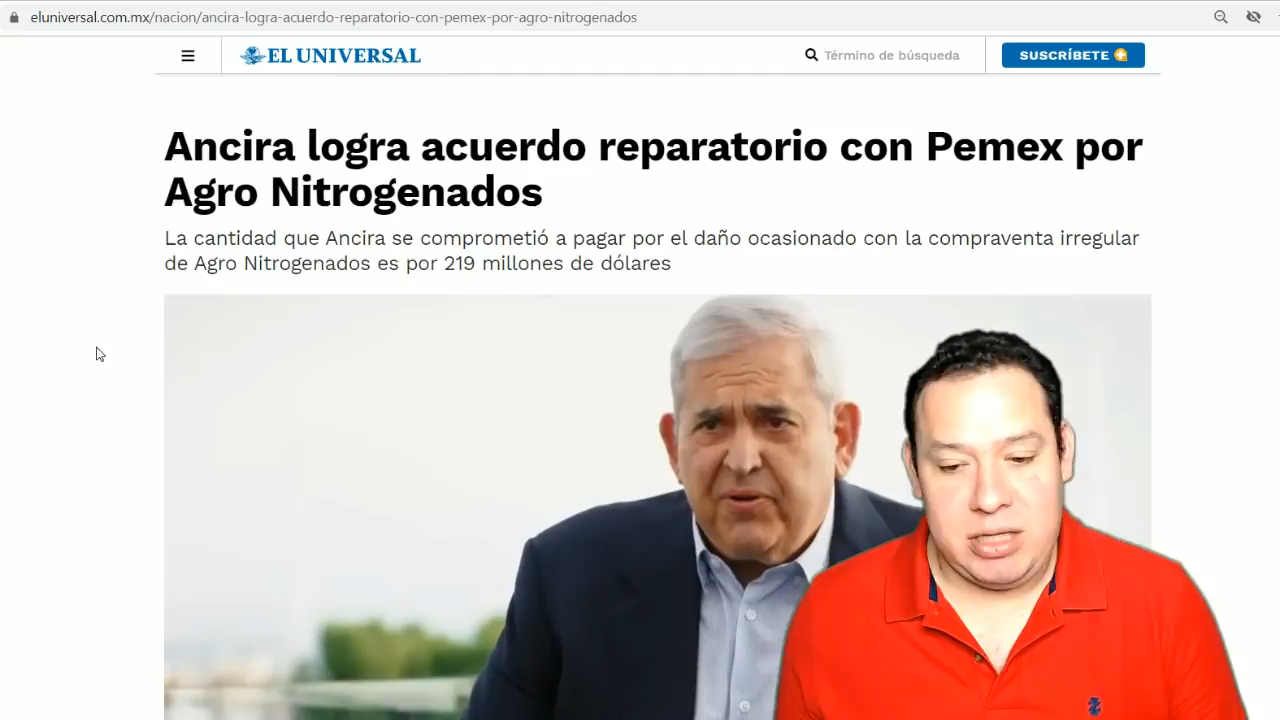 eluniversal.com.mx/nacion/ancira-logra-acuerdo-reparatorio-con-pemex-por-agro-nitrogenados
EL UNIVERSAL
Término de búsqueda
SUSCRÍBETE
Ancira logra acuerdo reparatorio con Pemex por
Agro Nitrogenados
La cantidad que Ancira se comprometió a pagar por el daño ocasionado con la compraventa irregular
de Agro Nitrogenados es por 219 millones de dólares